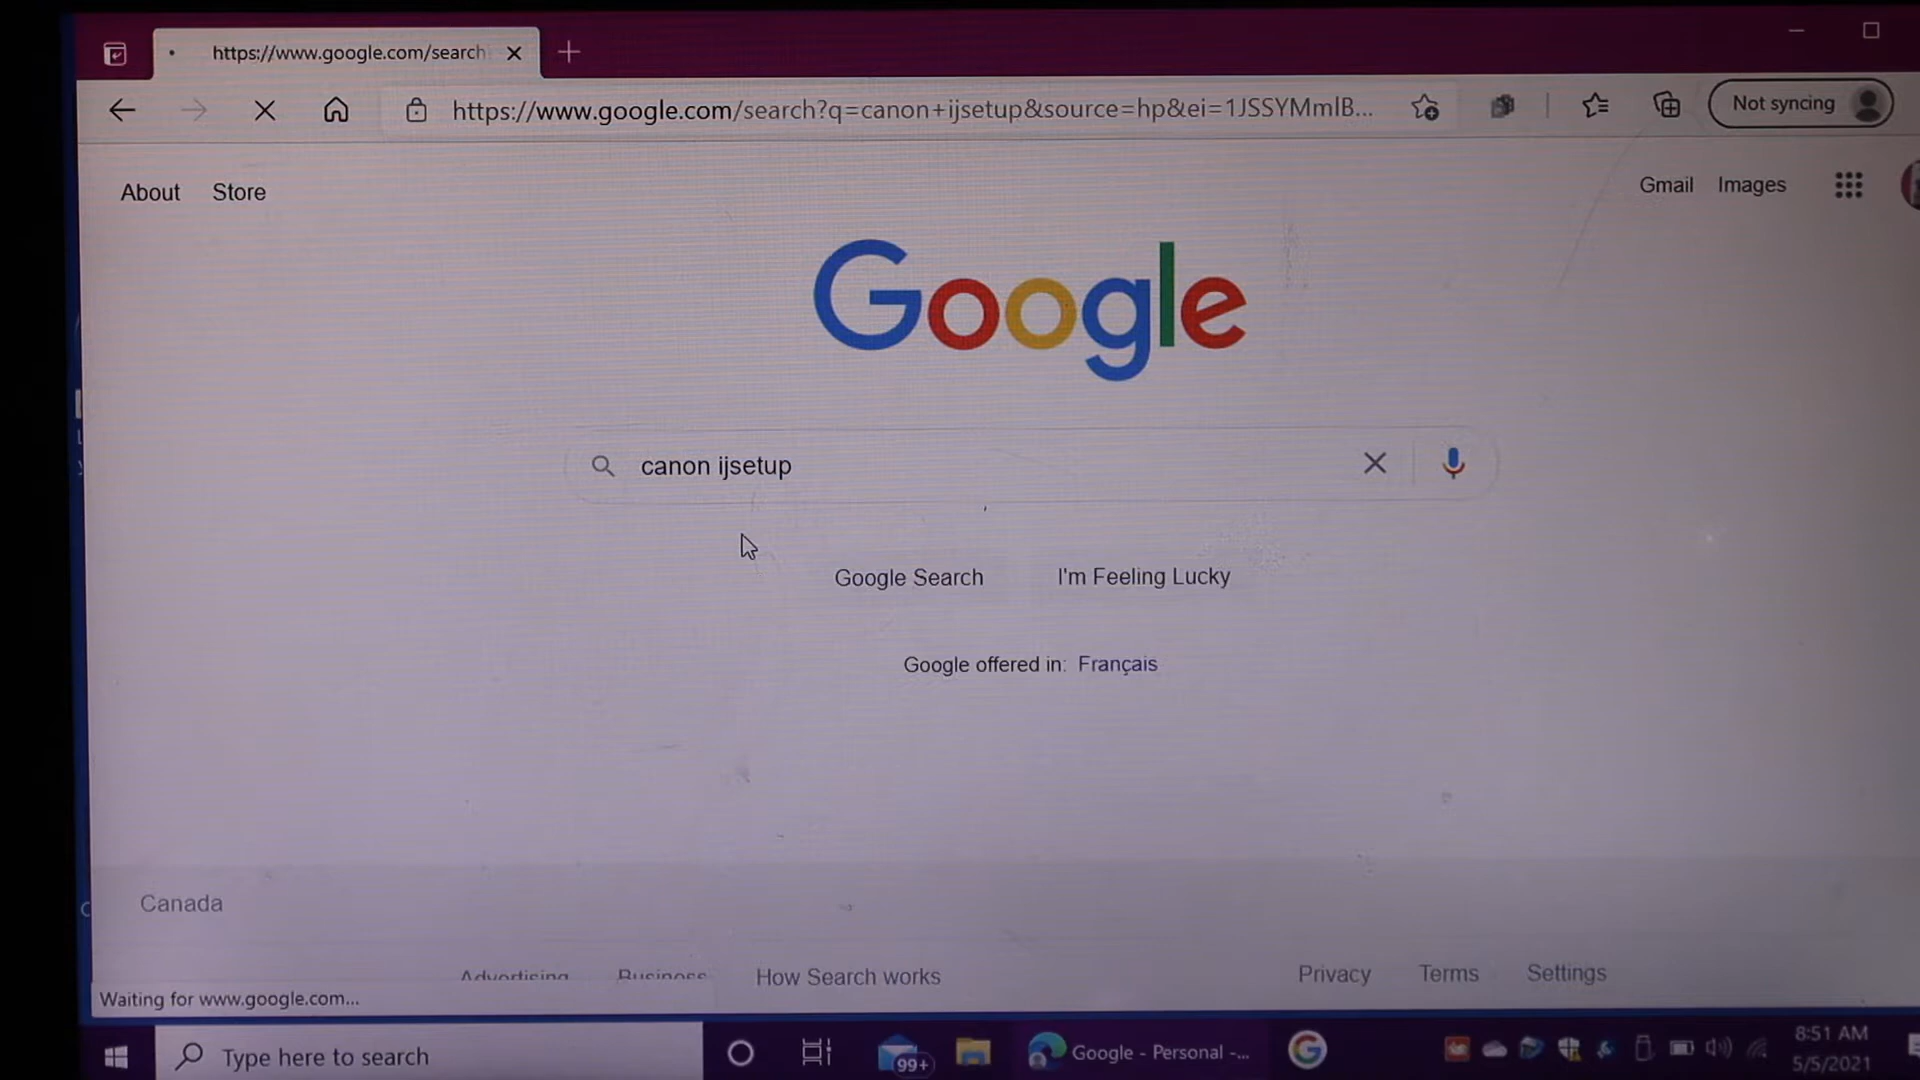 https://www.google.com/search
https://www.google.com/search?q=canon+ijsetup&source=hp&ei=1JSSYMmlB...
Not syncing
About Store
Gmail Images
Google
canon ijsetup
Google Search I'm Feeling Lucky
Google offered in: Français
Canada
Advertising Business How Search works
Privacy Terms Settings
Waiting for www.google.com...
Type here to search
99+
Google - Personal -...
G
8:51 AM
5/5/2021